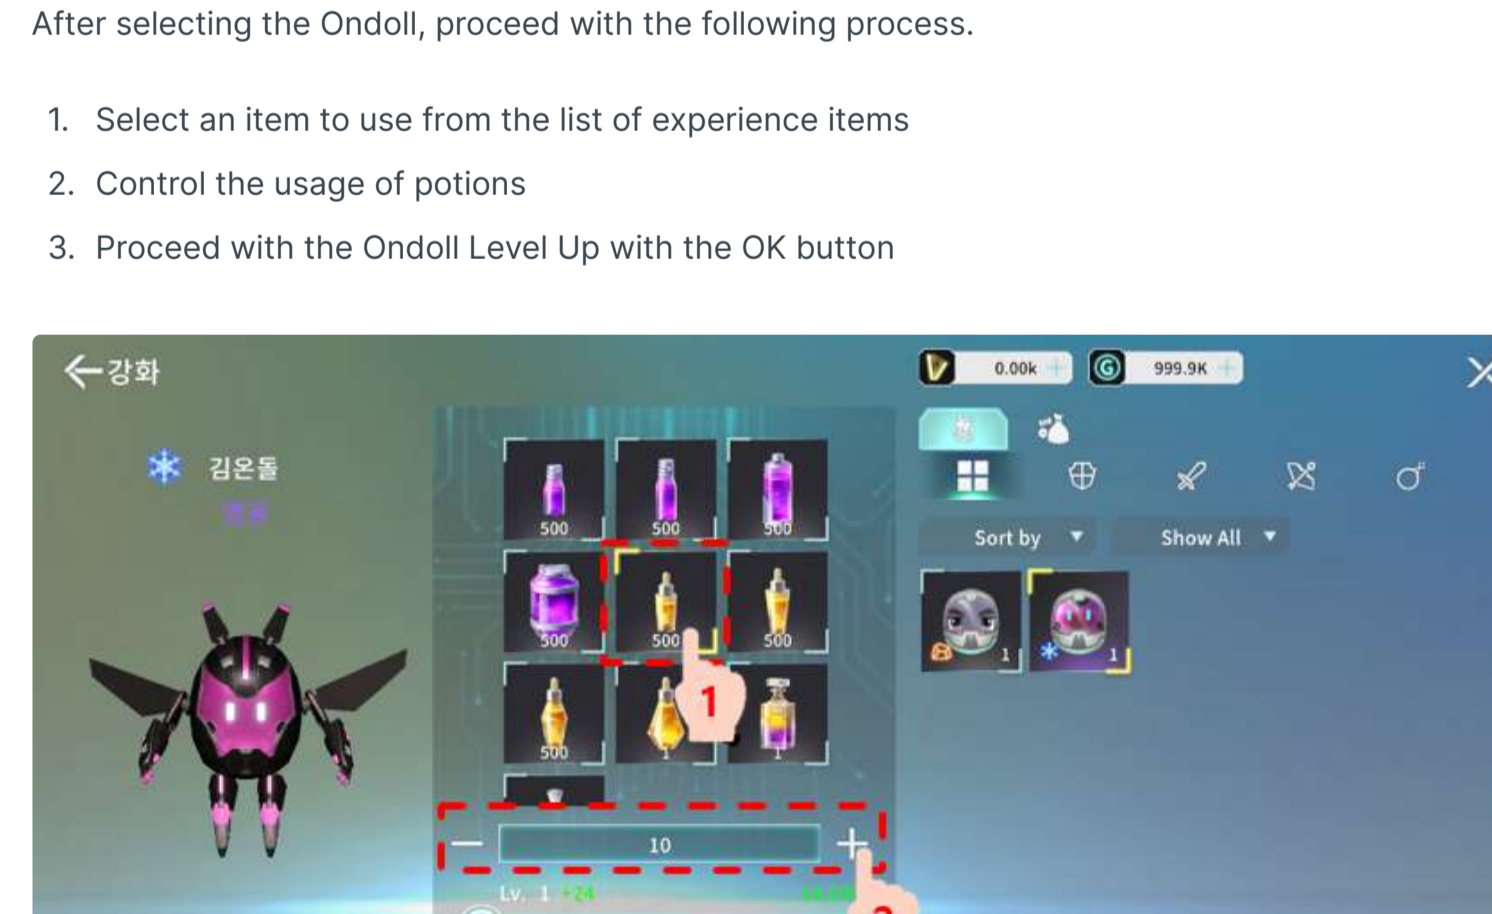 After selecting the Ondoll, proceed with the following process.
1. Select an item to use from the list of experience items
2. Control the usage of potions
3. Proceed with the Ondoll Level Up with the OK button
강화
0.00k
G
999.9K
김온돌
500 500 500
Sort by
Show All
500 500 500
1 1
500 1 1
1
10
Lv. 1 +24